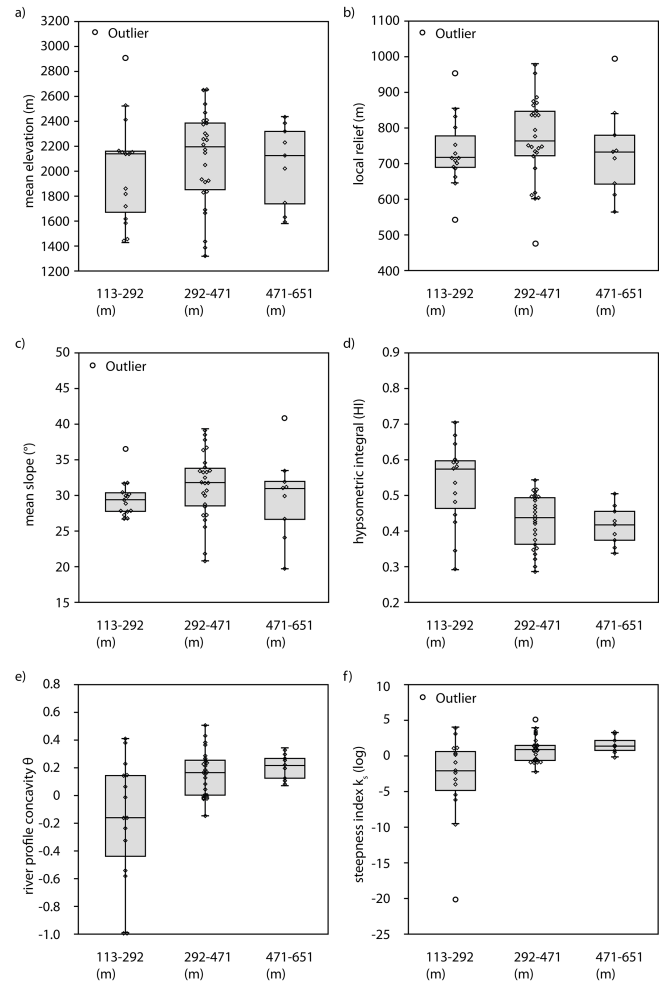 a)
mean elevation (m)
3200
3000
2800
2600
2400
2200
2000
1800
1600
1400
1200
Outlier
113-292 292-471 471-651
(m) (m) (m)
b)
local relief (m)
1100
1000
900
800
700
600
500
400
Outlier
113-292 292-471 471-651
(m) (m) (m)
c)
mean slope (°)
50
45
40
35
30
25
20
15
Outlier
113-292 292-471 471-651
(m) (m) (m)
d)
hypsometric integral (HI)
0.9
0.8
0.7
0.6
0.5
0.4
0.3
0.2
113-292 292-471 471-651
(m) (m) (m)
e)
river profile concavity θ
0.8
0.6
0.4
0.2
0
-0.2
-0.4
-0.6
-0.8
-1.0
113-292 292-471 471-651
(m) (m) (m)
f)
steepness index ks (log)
10
5
0
-5
-10
-15
-20
-25
Outlier
113-292 292-471 471-651
(m) (m) (m)